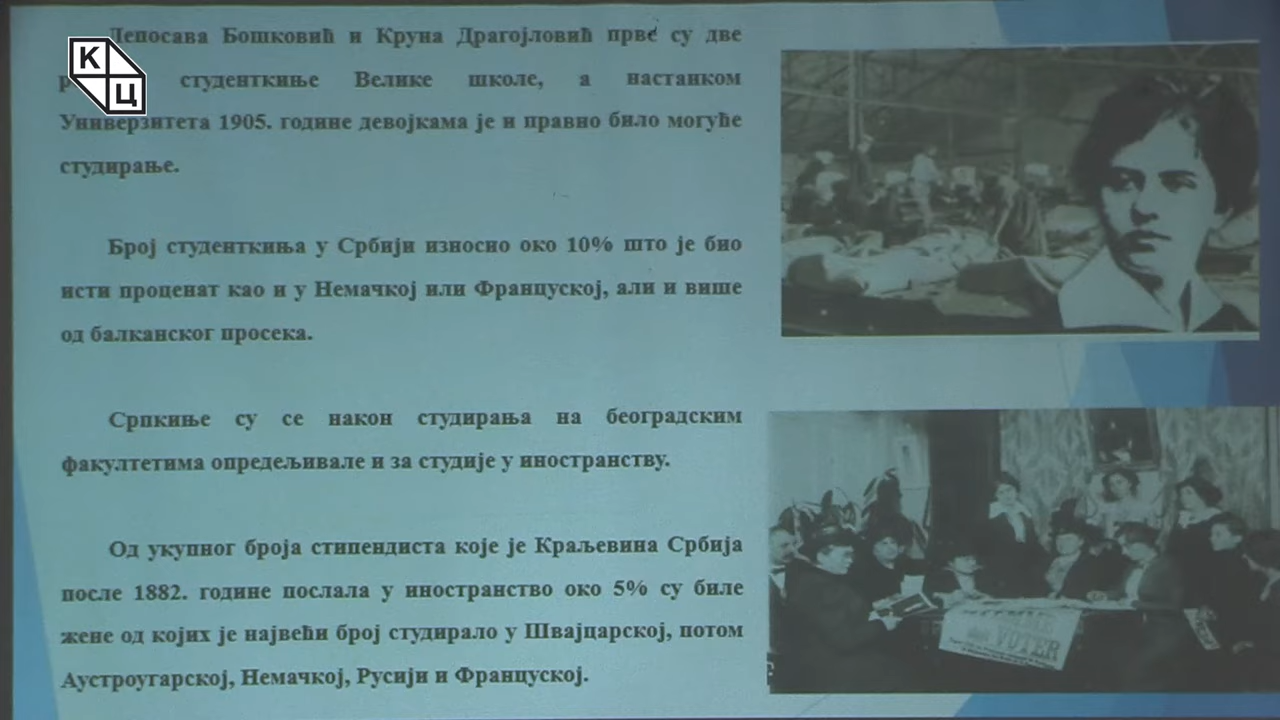 К
Ц
Лепосава Бошковић и Круна Драгојловић прве су две
студенткиње Велике школе, а настанком
Универзитета 1905. године девојкама је и правно било могуће
студирање.
Број студенткиња у Србији износио око 10% што је био
исти проценат као и у Немачкој или Француској, али и више
од балканског просека.
Српкиње су се након студирања на београдским
факултетима опредељивале и за студије у иностранству.
Од укупног броја стипендиста које је Краљевина Србија
после 1882. године послала у иностранство око 5% су биле
жене од којих је највећи број студирало у Швајцарској, потом
Аустроугарској, Немачкој, Русији и Француској.
VOTER